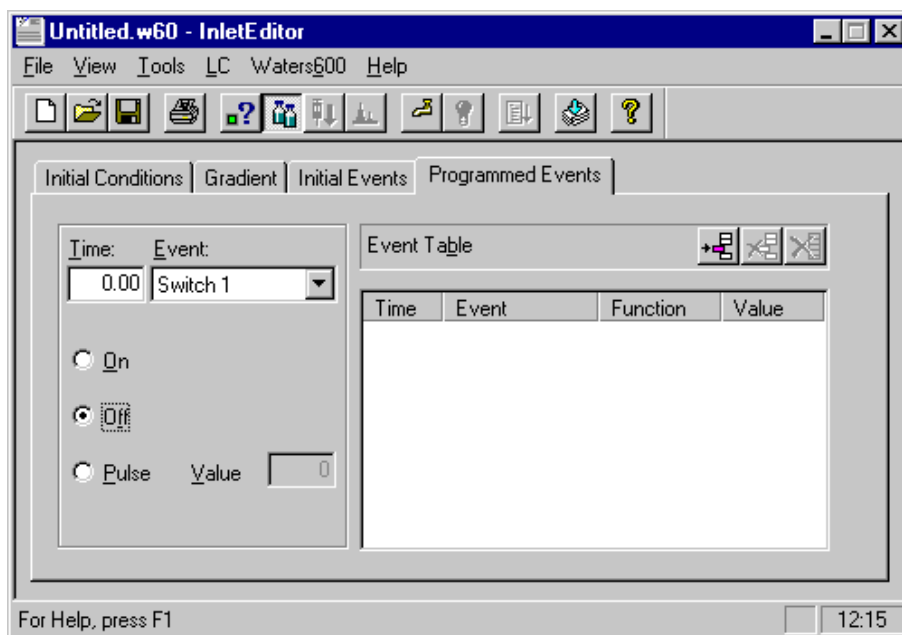 Untitled.w60 - InletEditor
File View Tools LC Waters600 Help
Initial Conditions Gradient Initial Events Programmed Events
Time: Event:
0.00 Switch 1
On
Off
Pulse Value 0
Event Table
Time Event Function Value
For Help, press F1 12:15